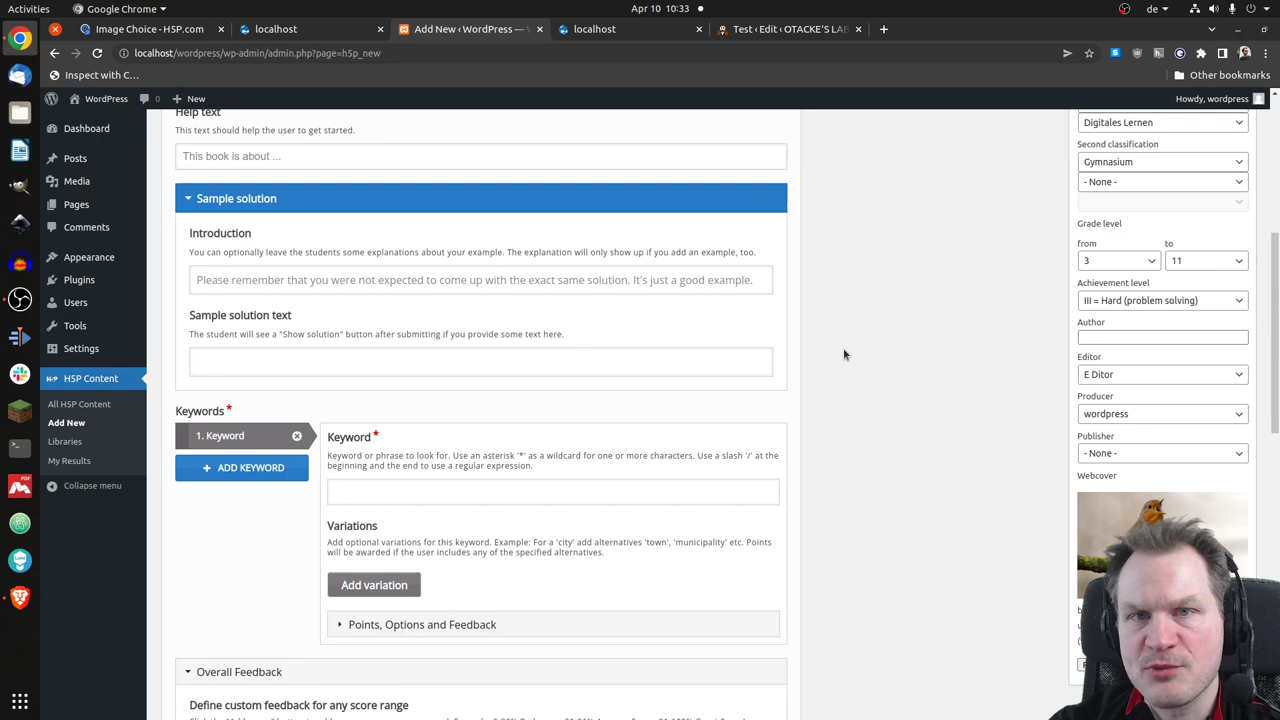 Activities
Google Chrome
Apr 10 10:33
de
Image Choice - H5P.com
localhost
Add New ‹ WordPress —
localhost
Test ‹ Edit ‹ OTACKE'S LAB
localhost/wordpress/wp-admin/admin.php?page=h5p_new
Inspect with C…
Other bookmarks
WordPress
0
New
Howdy, wordpress
Dashboard
Posts
Media
Pages
Comments
Appearance
Plugins
Users
Tools
Settings
H5P Content
All H5P Content
Add New
Libraries
My Results
Collapse menu
Help text
This text should help the user to get started.
This book is about ...
Sample solution
Introduction
You can optionally leave the students some explanations about your example. The explanation will only show up if you add an example, too.
Please remember that you were not expected to come up with the exact same solution. It's just a good example.
Sample solution text
The student will see a "Show solution" button after submitting if you provide some text here.
Keywords *
1. Keyword
+ ADD KEYWORD
Keyword *
Keyword or phrase to look for. Use an asterisk '*' as a wildcard for one or more characters. Use a slash '/' at the
beginning and the end to use a regular expression.
Variations
Add optional variations for this keyword. Example: For a 'city' add alternatives 'town', 'municipality' etc. Points
will be awarded if the user includes any of the specified alternatives.
Add variation
Points, Options and Feedback
Overall Feedback
Define custom feedback for any score range
Digitales Lernen
Second classification
Gymnasium
- None -
Grade level
from
to
3
11
Achievement level
III = Hard (problem solving)
Author
Editor
E Ditor
Producer
wordpress
Publisher
- None -
Webcover